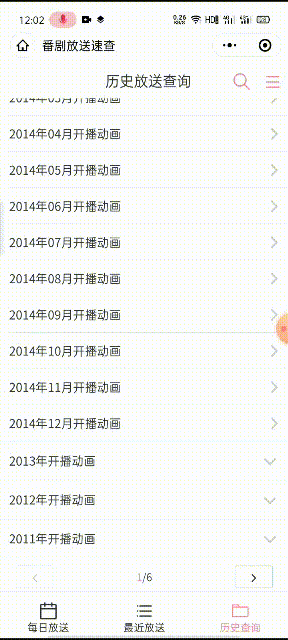 12:02
番剧放送速查
历史放送查询
2014年03月开播动画
2014年04月开播动画
2014年05月开播动画
2014年06月开播动画
2014年07月开播动画
2014年08月开播动画
2014年09月开播动画
2014年10月开播动画
2014年11月开播动画
2014年12月开播动画
2013年开播动画
2012年开播动画
2011年开播动画
1/6
每日放送 最近放送 历史查询